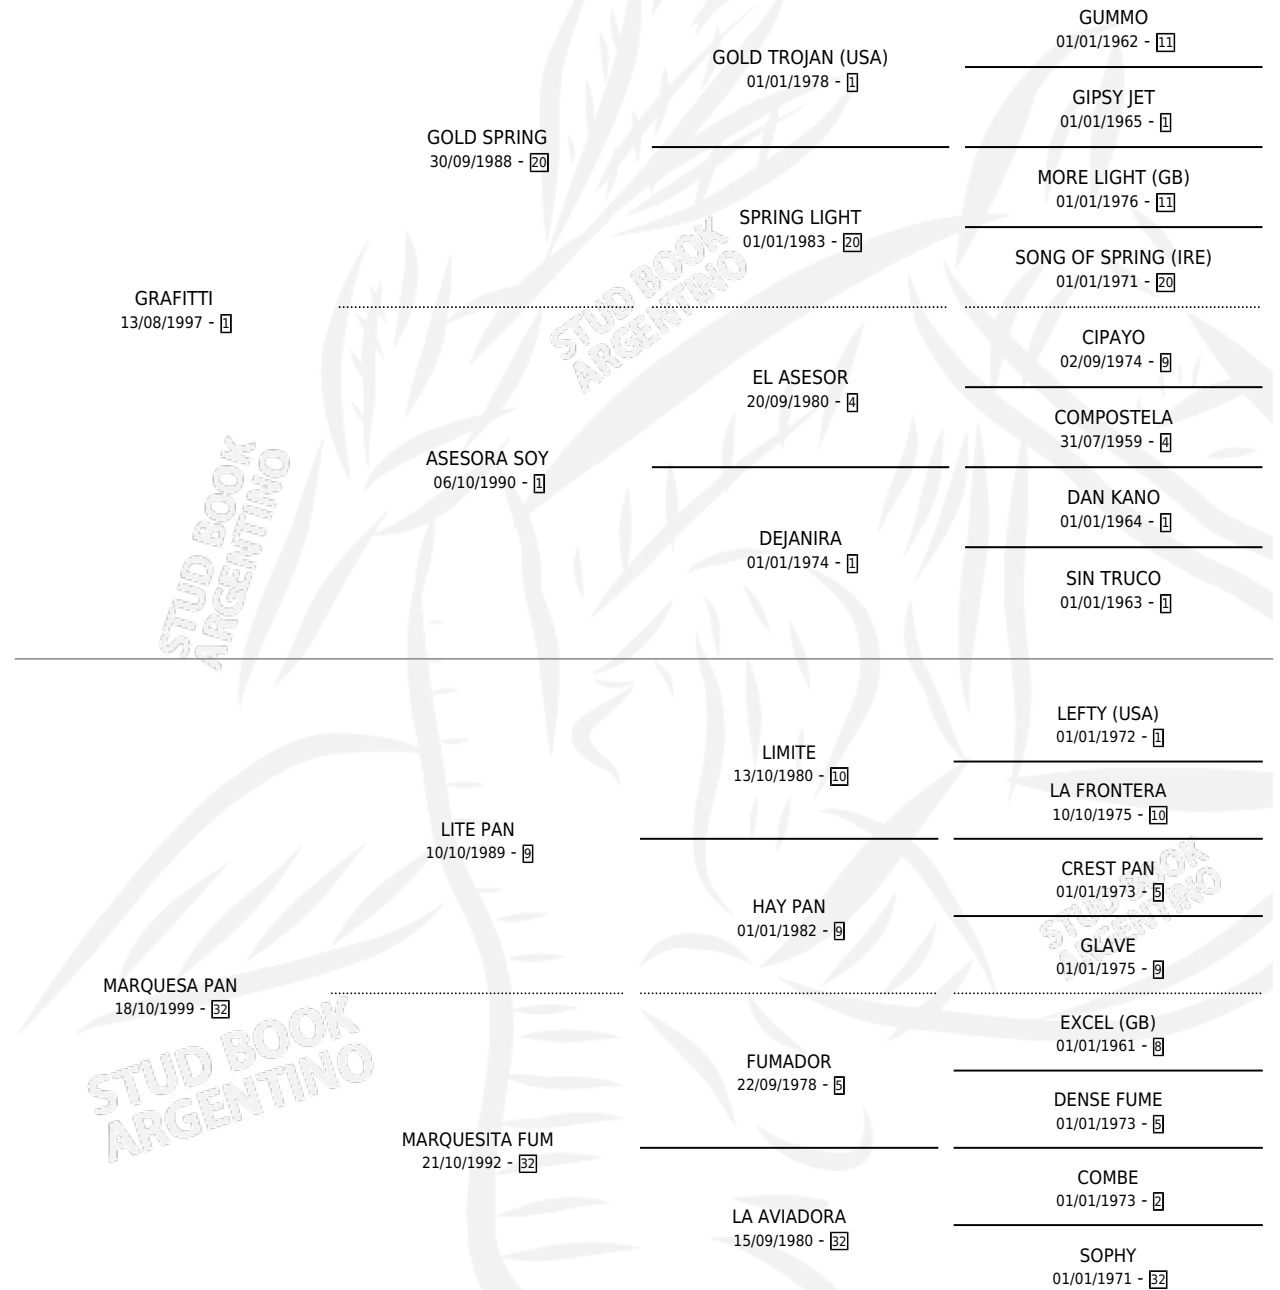 GUMMO
01/01/1962 - 11
GOLD TROJAN (USA)
01/01/1978 - 1
GIPSY JET
01/01/1965 - 1
GOLD SPRING
30/09/1988 - 20
MORE LIGHT (GB)
01/01/1976 - 11
SPRING LIGHT
01/01/1983 - 20
SONG OF SPRING (IRE)
01/01/1971 - 20
GRAFITTI
13/08/1997 - 1
CIPAYO
02/09/1974 - 9
EL ASESOR
20/09/1980 - 4
COMPOSTELA
31/07/1959 - 4
ASESORA SOY
06/10/1990 - 1
DAN KANO
01/01/1964 - 1
DEJANIRA
01/01/1974 - 1
SIN TRUCO
01/01/1963 - 1
LEFTY (USA)
01/01/1972 - 1
LIMITE
13/10/1980 - 10
LA FRONTERA
10/10/1975 - 10
LITE PAN
10/10/1989 - 9
CREST PAN
01/01/1973 - 5
HAY PAN
01/01/1982 - 9
GLAVE
01/01/1975 - 9
MARQUESA PAN
18/10/1999 - 32
EXCEL (GB)
01/01/1961 - 8
FUMADOR
22/09/1978 - 5
DENSE FUME
01/01/1973 - 5
MARQUESITA FUM
21/10/1992 - 32
COMBE
01/01/1973 - 2
LA AVIADORA
15/09/1980 - 32
SOPHY
01/01/1971 - 32
STUD BOOK
ARGENTINO
STUD BOOK
ARGENTINO
STUD BOOK
ARGENTINO
STUD BOOK
ARGENTINO